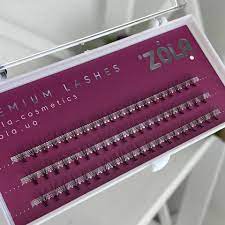 ZOLA
EMIUM LASHES
la-cosmetics
ola.ua